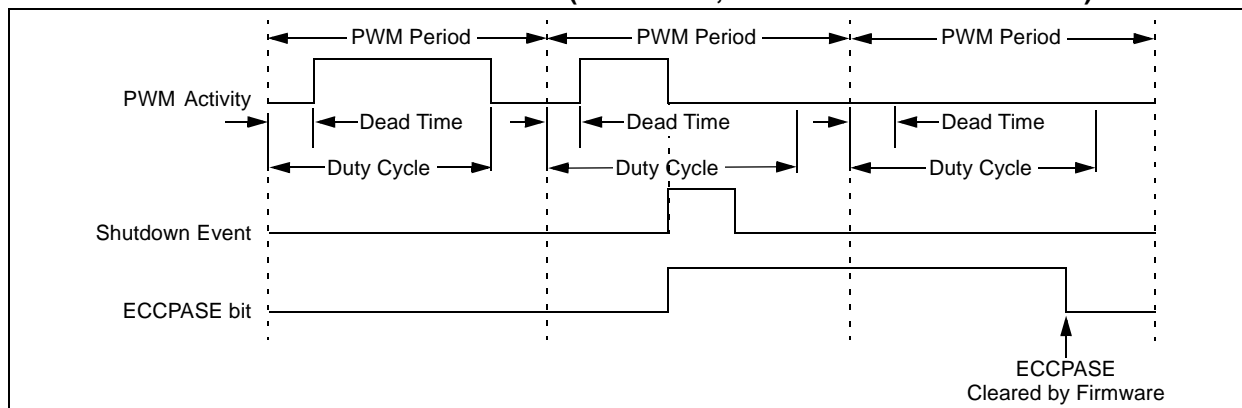 PWM Period PWM Period PWM Period
PWM Activity
Dead Time Dead Time Dead Time
Duty Cycle Duty Cycle Duty Cycle
Shutdown Event
ECCPASE bit
ECCPASE
Cleared by Firmware